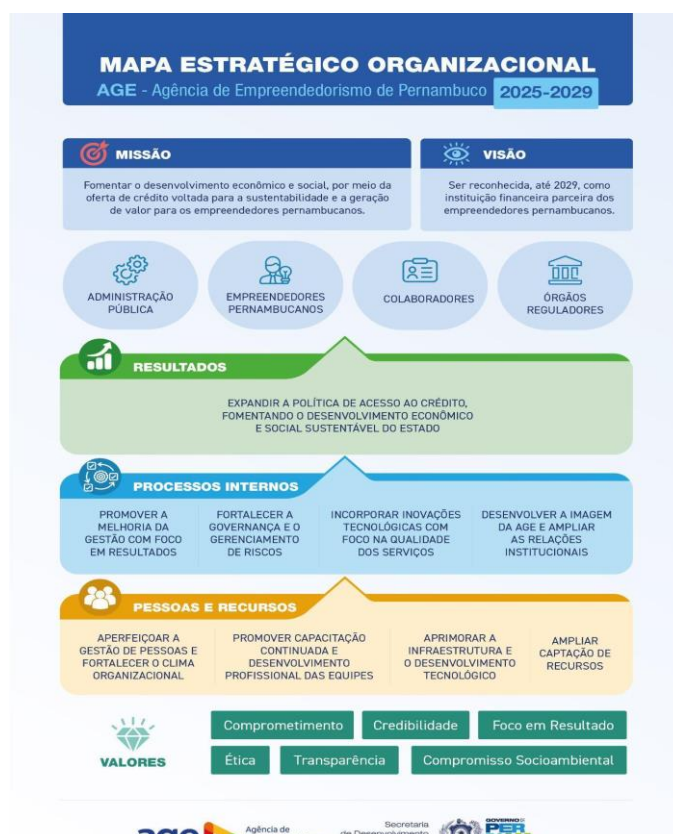 MAPA ESTRATÉGICO ORGANIZACIONAL
AGE - Agência de Empreendedorismo de Pernambuco 2025-2029
MISSÃO
Fomentar o desenvolvimento econômico e social, por meio da
oferta de crédito voltada para a sustentabilidade e a geração
de valor para os empreendedores pernambucanos.
VISÃO
Ser reconhecida, até 2029, como
instituição financeira parceira dos
empreendedores pernambucanos.
ADMINISTRAÇÃO
PÚBLICA
EMPREENDEDORES
PERNAMBUCANOS
COLABORADORES
ÓRGÃOS
REGULADORES
RESULTADOS
EXPANDIR A POLÍTICA DE ACESSO AO CRÉDITO,
FOMENTANDO O DESENVOLVIMENTO ECONÔMICO
E SOCIAL SUSTENTÁVEL DO ESTADO
PROCESSOS INTERNOS
PROMOVER A
MELHORIA DA
GESTÃO COM FOCO
EM RESULTADOS
FORTALECER A
GOVERNANÇA E O
GERENCIAMENTO
DE RISCOS
INCORPORAR INOVAÇÕES
TECNOLÓGICAS COM
FOCO NA QUALIDADE
DOS SERVIÇOS
DESENVOLVER A IMAGEM
DA AGE E AMPLIAR
AS RELAÇÕES
INSTITUCIONAIS
PESSOAS E RECURSOS
APERFEIÇOAR A
GESTÃO DE PESSOAS E
FORTALECER O CLIMA
ORGANIZACIONAL
PROMOVER CAPACITAÇÃO
CONTINUADA E
DESENVOLVIMENTO
PROFISSIONAL DAS EQUIPES
APRIMORAR A
INFRAESTRUTURA E
O DESENVOLVIMENTO
TECNOLÓGICO
AMPLIAR
CAPTAÇÃO DE
RECURSOS
VALORES
Comprometimento
Credibilidade
Foco em Resultado
Ética
Transparência
Compromisso Socioambiental
age
Agência de
Secretaria
de Desenvolvimento
GOVERNO
PER